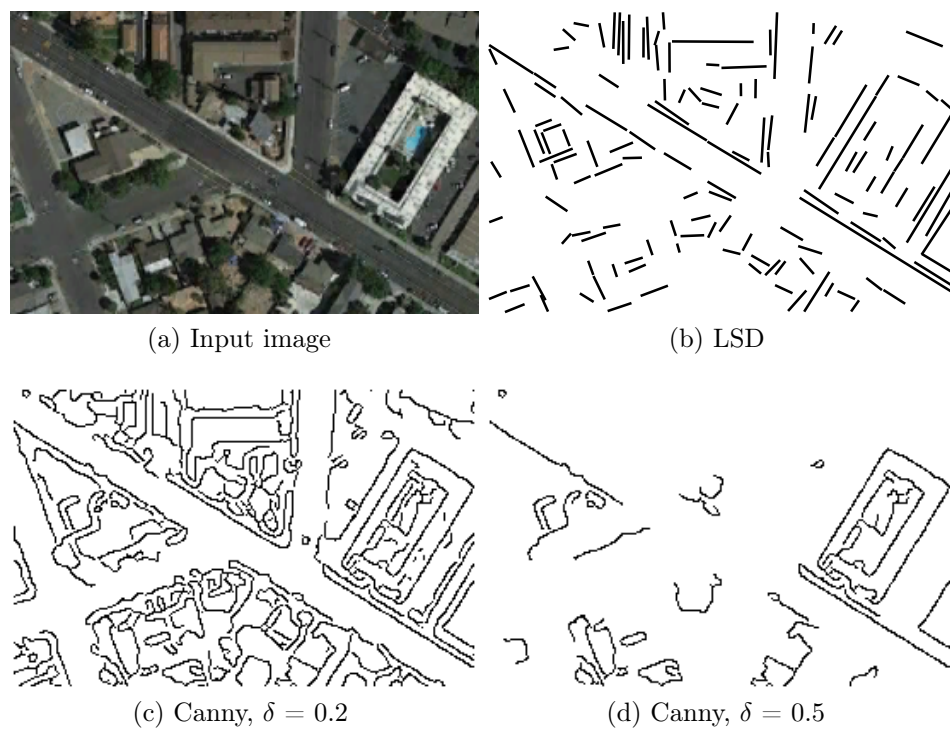 (a) Input image
(b) LSD
(c) Canny, δ = 0.2
(d) Canny, δ = 0.5